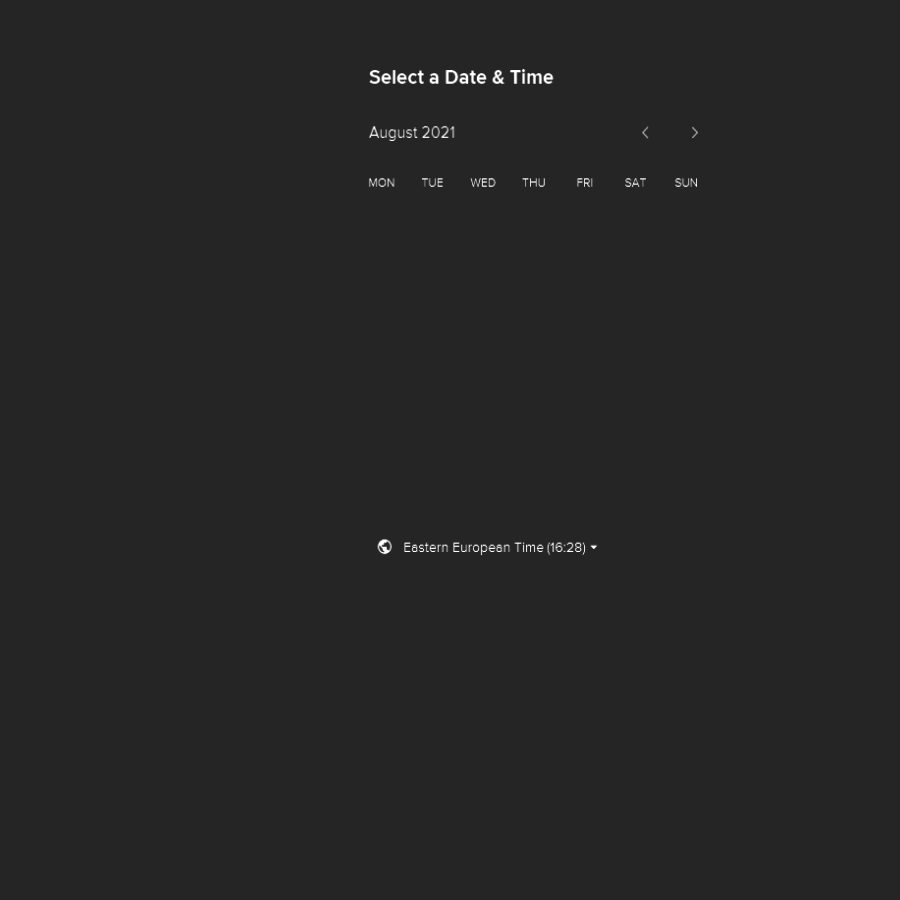 Select a Date & Time
August 2021
MON TUE WED THU FRI SAT SUN
Eastern European Time (16:28)